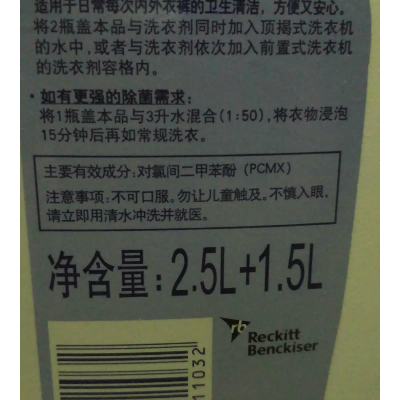 适用于日常每次内外衣裤的卫生清洁，方便又安心。
将2瓶盖本品与洗衣剂同时加入顶揭式洗衣机
的水中，或者与洗衣剂依次加入前置式洗衣机
的洗衣剂容格内。
·如有更强的除菌需求：
将1瓶盖本品与3升水混合(1:50)，将衣物浸泡
15分钟后再如常规洗衣。
主要有效成分：对氯间二甲苯酚 (PCMX)
注意事项：不可口服。勿让儿童触及。不慎入眼，
请立即用清水冲洗并就医。
净含量：2.5L+1.5L
rb
Reckitt
Benckiser
11032